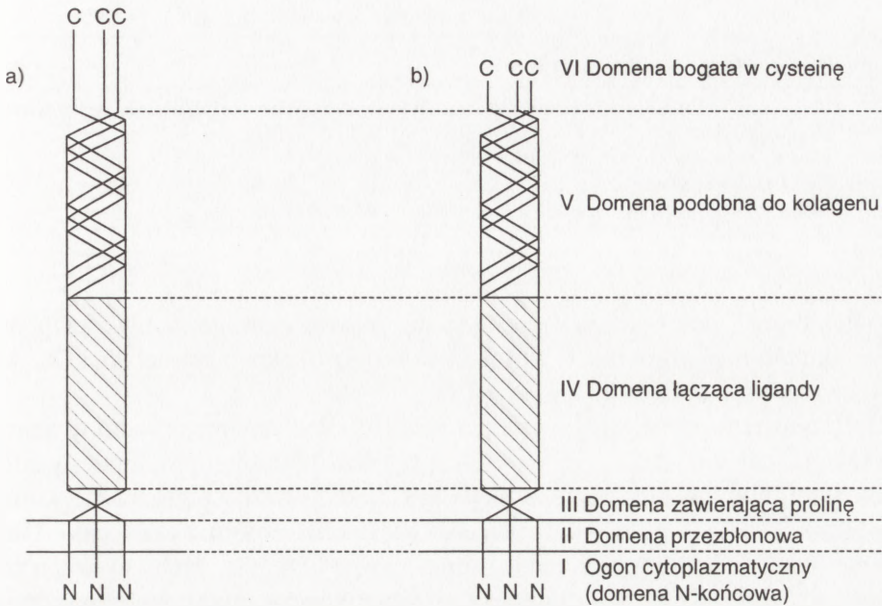 C CC
a)
b)
C CC
VI Domena bogata w cysteinę
V Domena podobna do kolagenu
IV Domena łącząca ligandy
III Domena zawierająca prolinę
II Domena przezbłonowa
I Ogon cytoplazmatyczny
(domena N-końcowa)
N N N
N N N